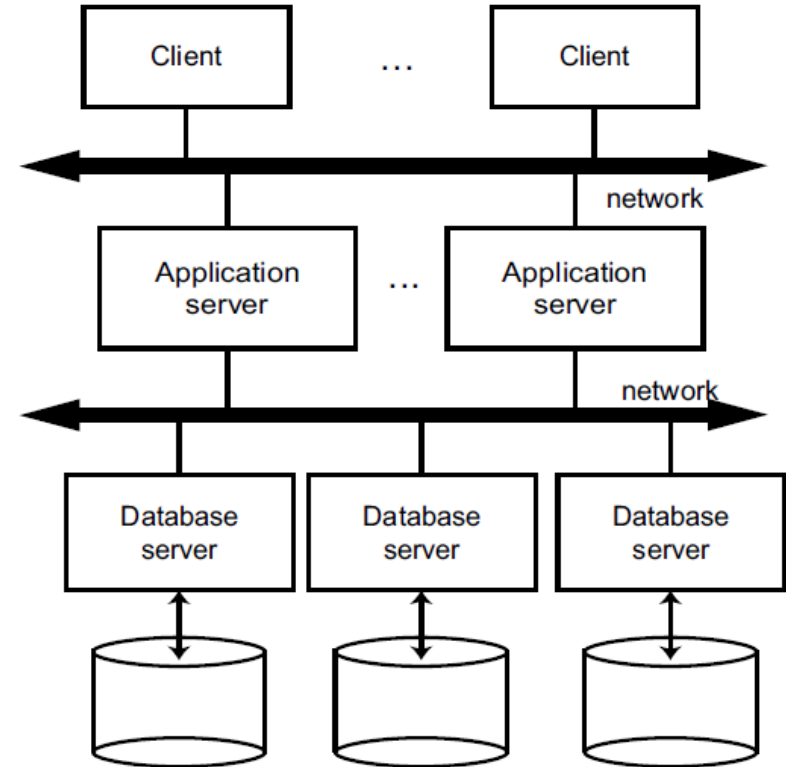 Client
...
Client
network
Application
server
...
Application
server
network
Database
server
Database
server
Database
server